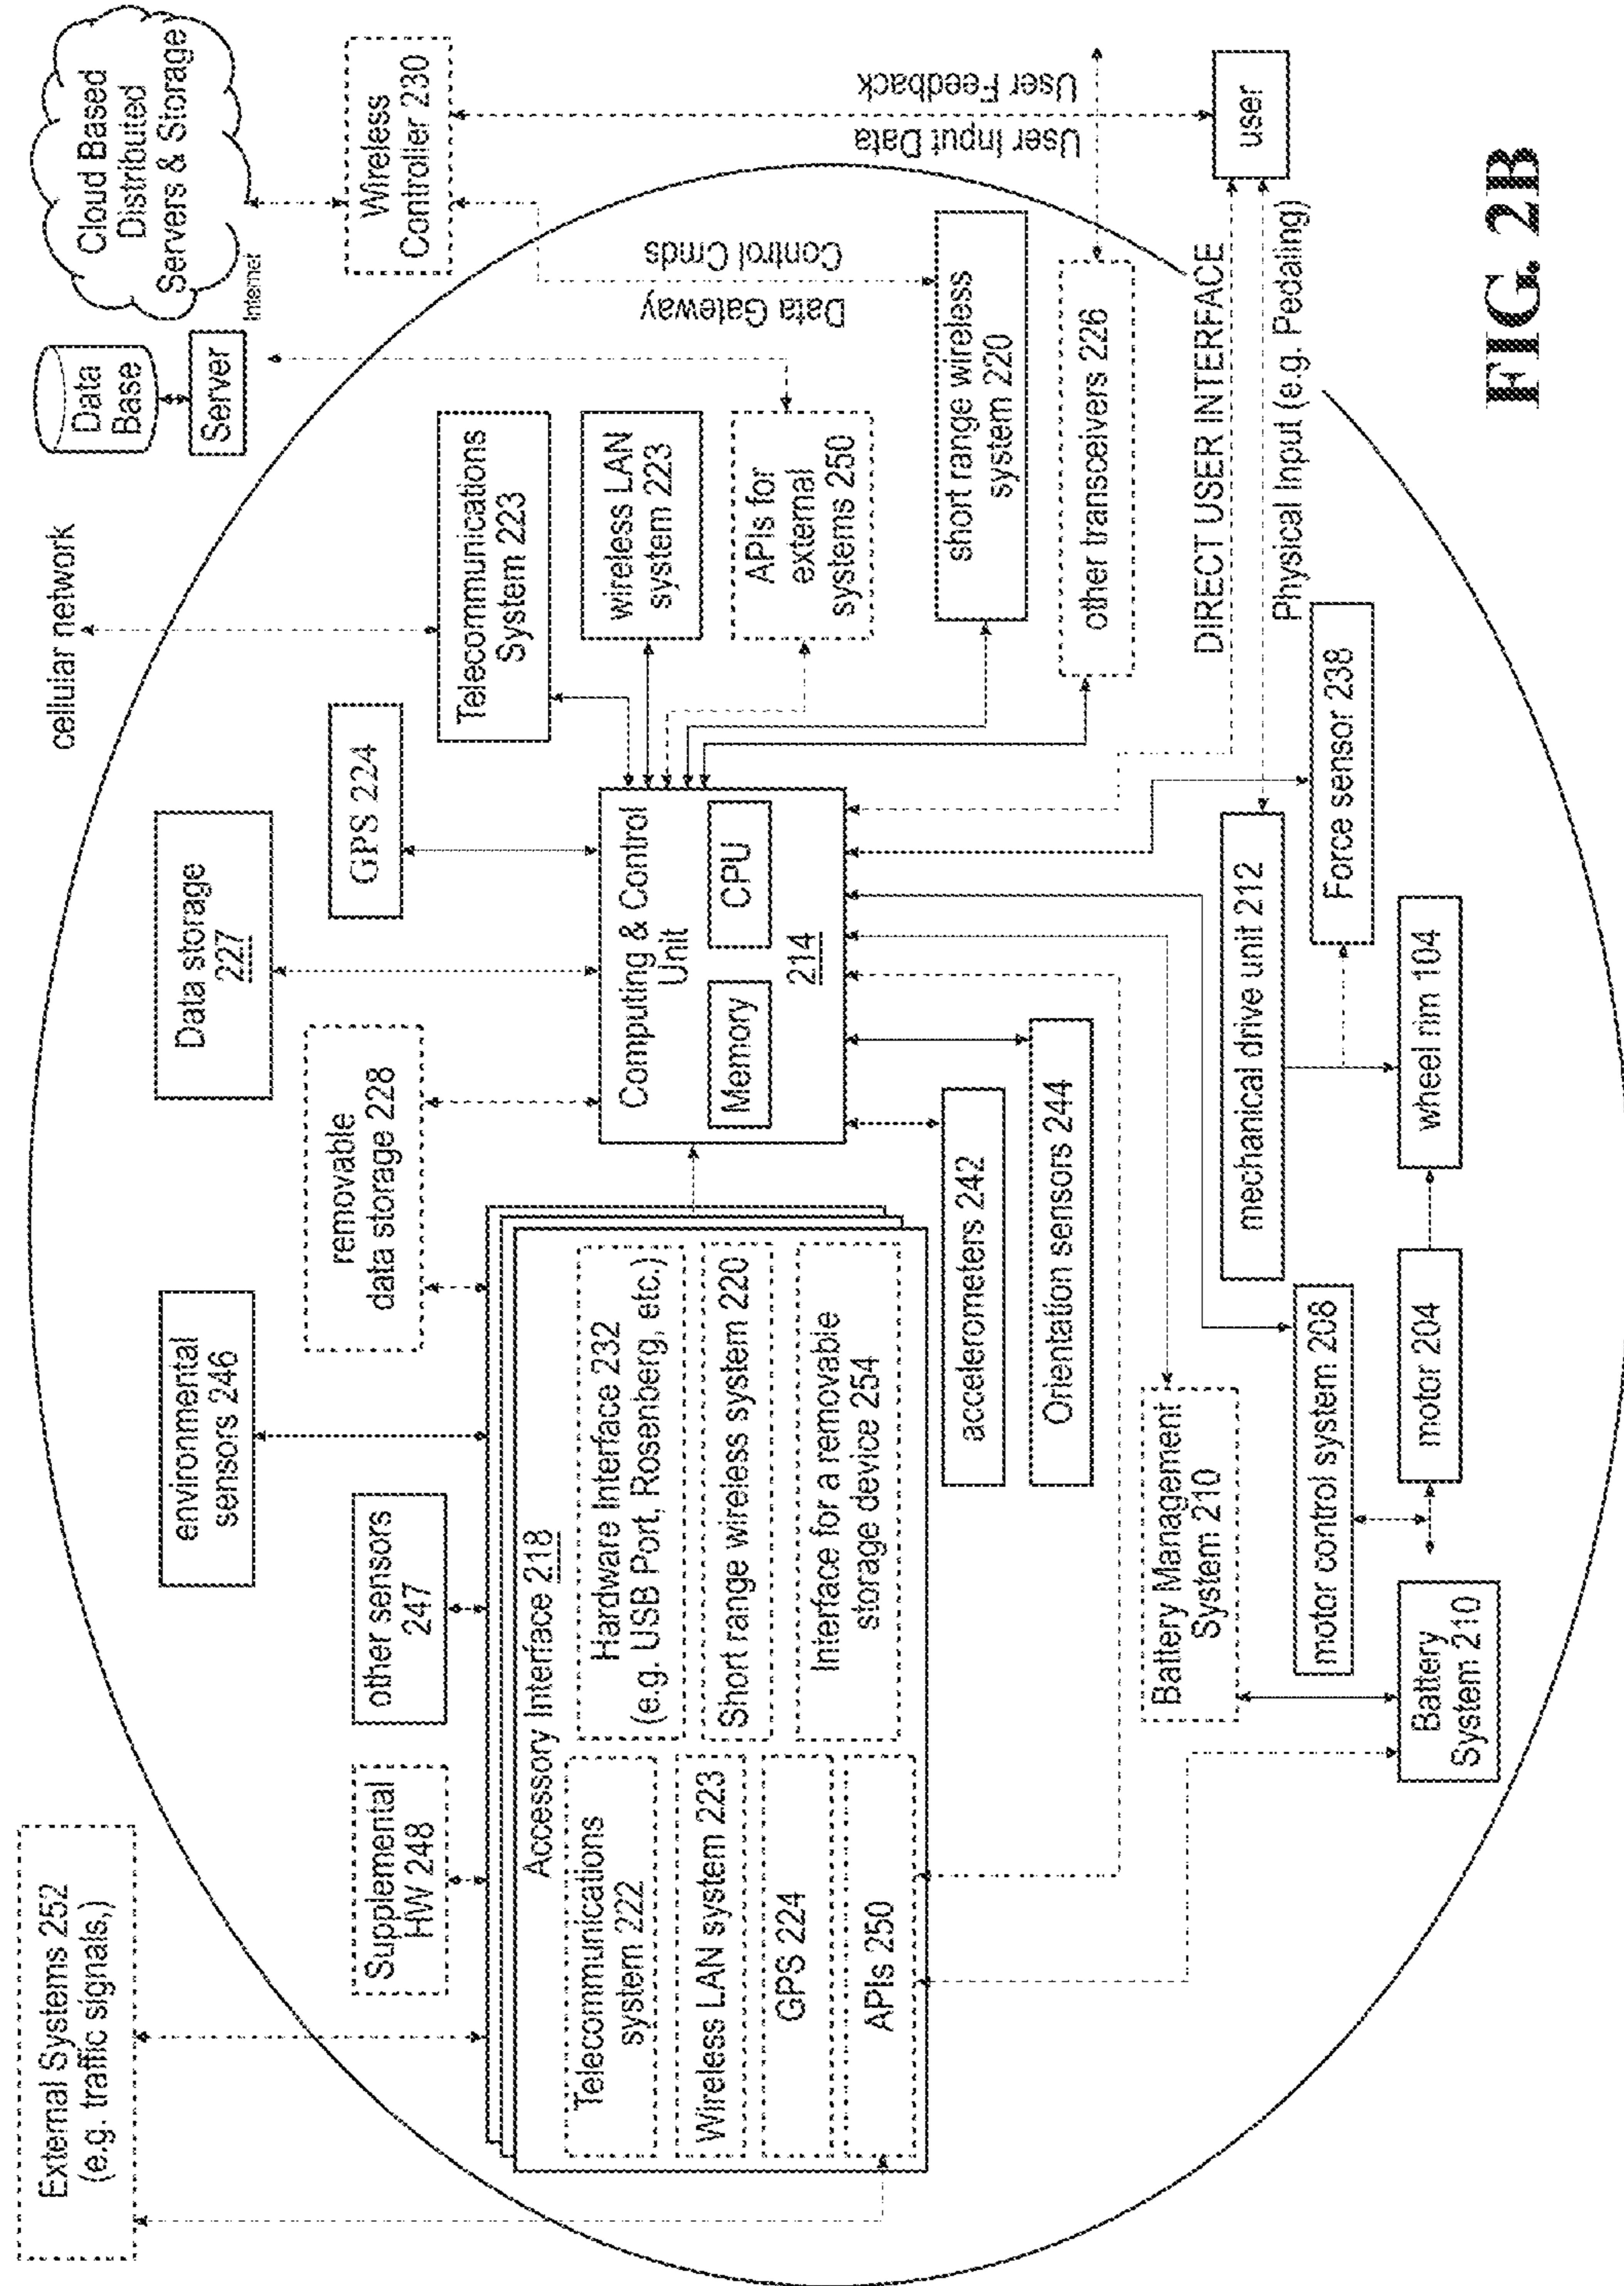 External Systems 252
(e.g. traffic signals,)
cellular network
Data
Base
Server
Cloud Based
Distributed
Servers & Storage
Internet
Supplemental
HW 248
other sensors
247
environmental
sensors 246
removable
data storage 228
Data storage
227
GPS 224
Telecommunications
System 223
wireless LAN
system 223
APIs for
external
systems 250
short range wireless
system 220
other transceivers 226
Wireless
Controller 230
Data Gateway
Control Cmds
User Input Data
User Feedback
user
DIRECT USER INTERFACE
Physical Input (e.g. Pedaling)
Accessory Interface 218
Telecommunications
system 222
Wireless LAN system 223
GPS 224
APIs 250
Hardware Interface 232
(e.g. USB Port, Rosenberg, etc.)
Short range wireless system 220
Interface for a removable
storage device 254
Computing & Control
Unit
Memory
CPU
214
accelerometers 242
Orientation sensors 244
Battery Management
System 210
motor control system 208
Battery
System 210
motor 204
mechanical drive unit 212
wheel rim 104
Force sensor 238
FIG. 2B